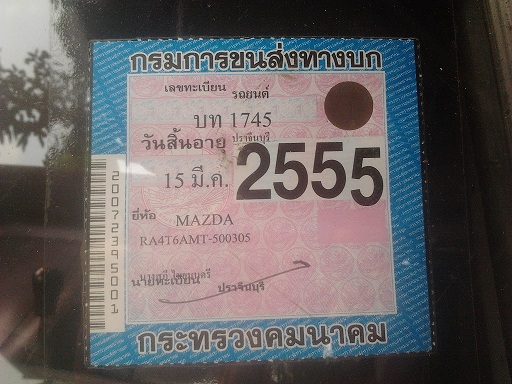 กรมการขนส่งทางบก
เลขทะเบียน รถยนต์
บท 1745
วันสิ้นอายุ ปราจีนบุรี
15 มี.ค. 2555
ยี่ห้อ MAZDA
RA4T6AMT-500305
นายทะเบียน ปราจีนบุรี
กระทรวงคมนาคม
20072395001